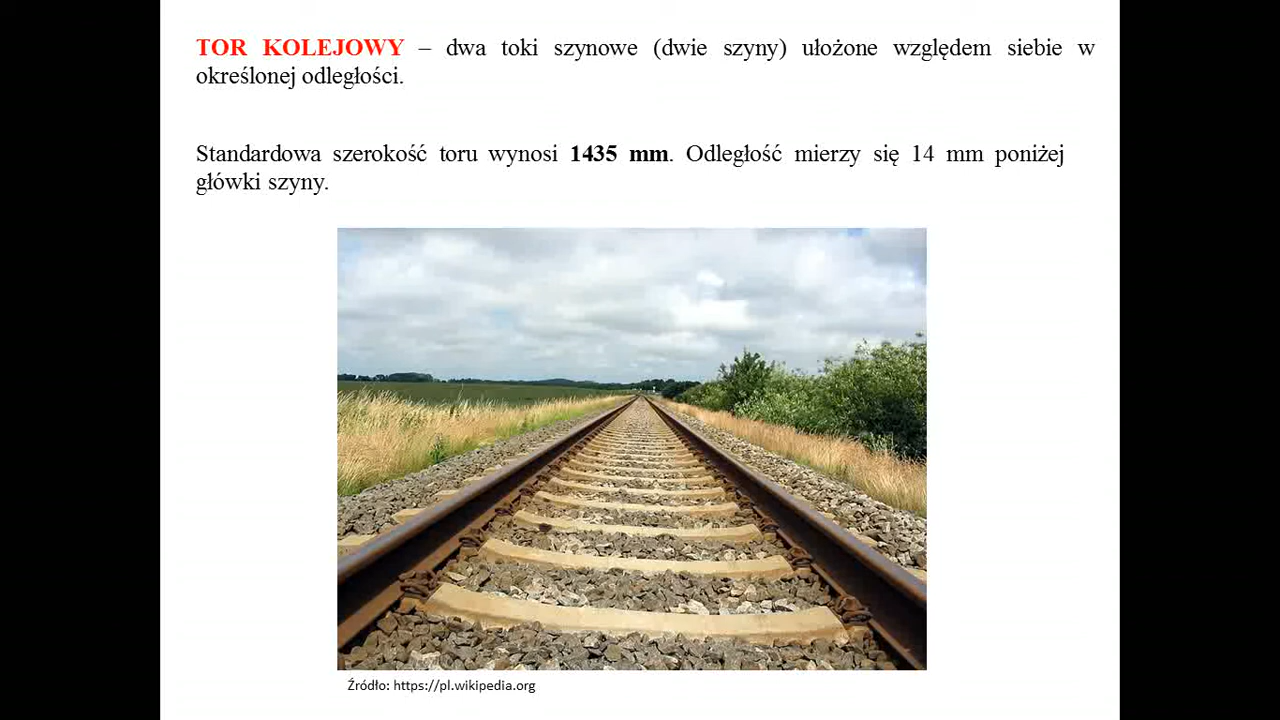 TOR KOLEJOWY – dwa toki szynowe (dwie szyny) ułożone względem siebie w
określonej odległości.
Standardowa szerokość toru wynosi 1435 mm. Odległość mierzy się 14 mm poniżej
główki szyny.
Źródło: https://pl.wikipedia.org